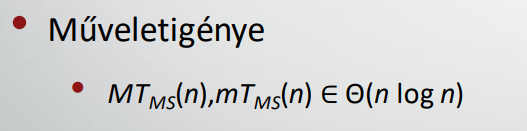 • Műveletigénye
• MT_MS(n),mT_MS(n) ∈ Θ(n log n)